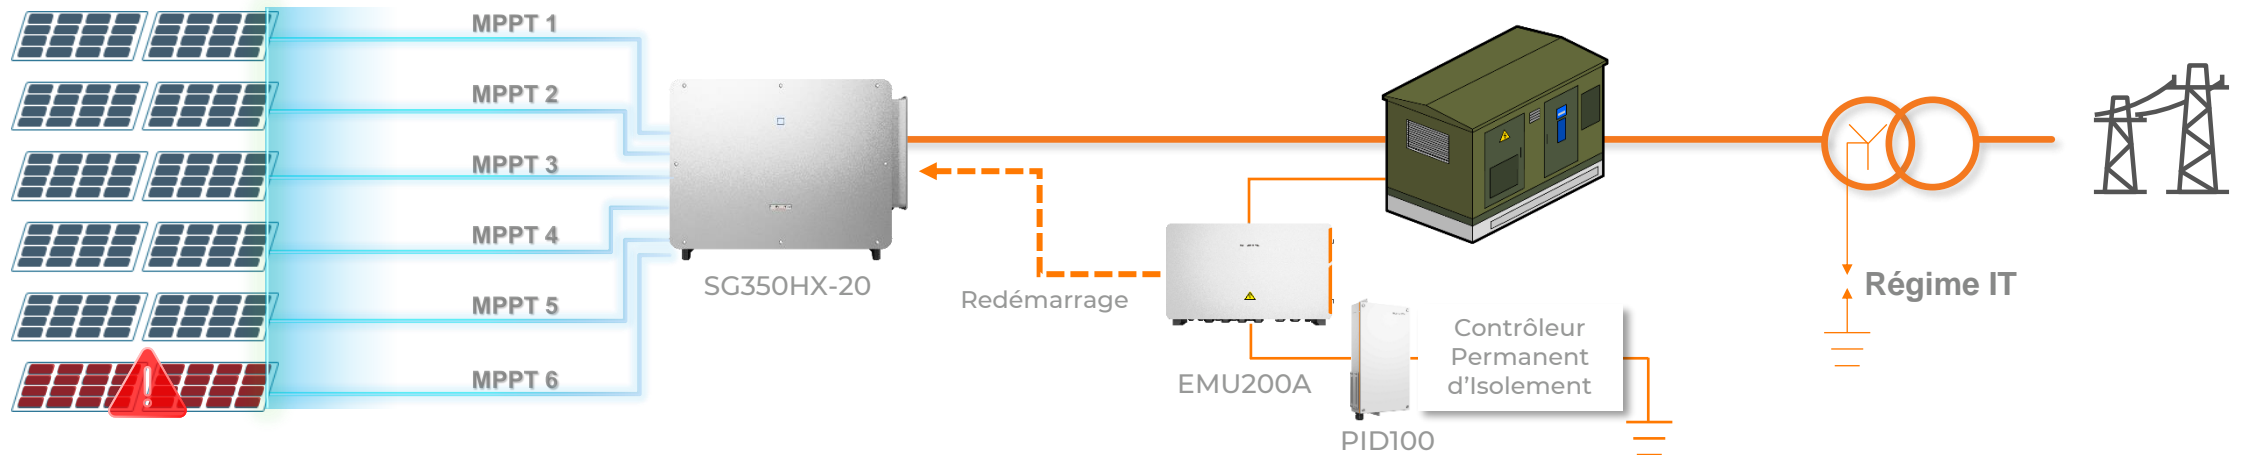 MPPT 1
MPPT 2
MPPT 3
MPPT 4
MPPT 5
MPPT 6
SG350HX-20
Redémarrage
EMU200A
PID100
Contrôleur
Permanent
d'Isolement
Régime IT